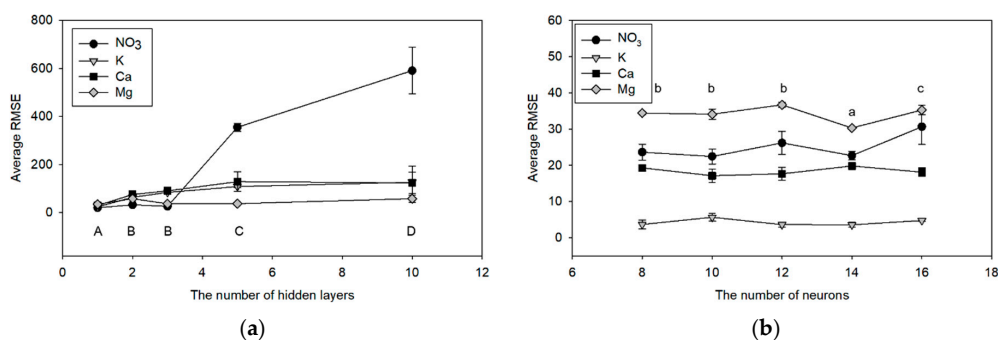 800
600
400
200
0
Average RMSE
NO3
K
Ca
Mg
A B B C D
0 2 4 6 8 10 12
The number of hidden layers
(a)
60
50
40
30
20
10
0
Average RMSE
NO3
K
Ca
Mg
b b b a c
6 8 10 12 14 16 18
The number of neurons
(b)